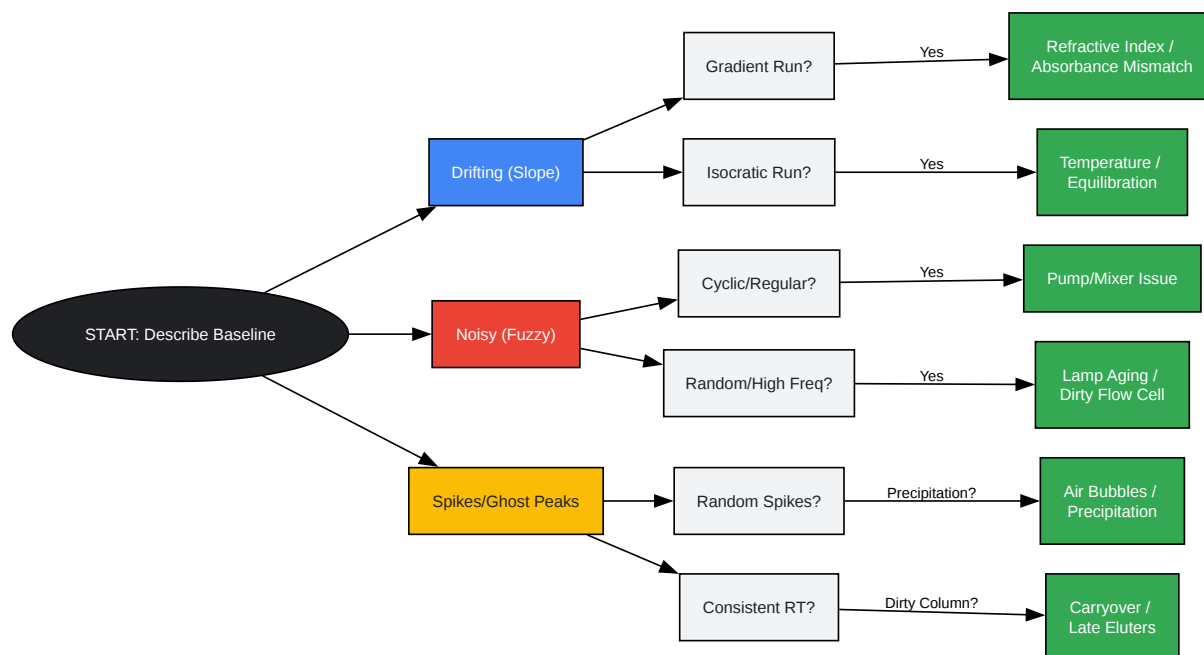 START: Describe Baseline
Drifting (Slope)
Gradient Run?
Yes
Refractive Index /
Absorbance Mismatch
Isocratic Run?
Yes
Temperature /
Equilibration
Noisy (Fuzzy)
Cyclic/Regular?
Yes
Pump/Mixer Issue
Random/High Freq?
Yes
Lamp Aging /
Dirty Flow Cell
Spikes/Ghost Peaks
Random Spikes?
Precipitation?
Air Bubbles /
Precipitation
Consistent RT?
Dirty Column?
Carryover /
Late Eluters